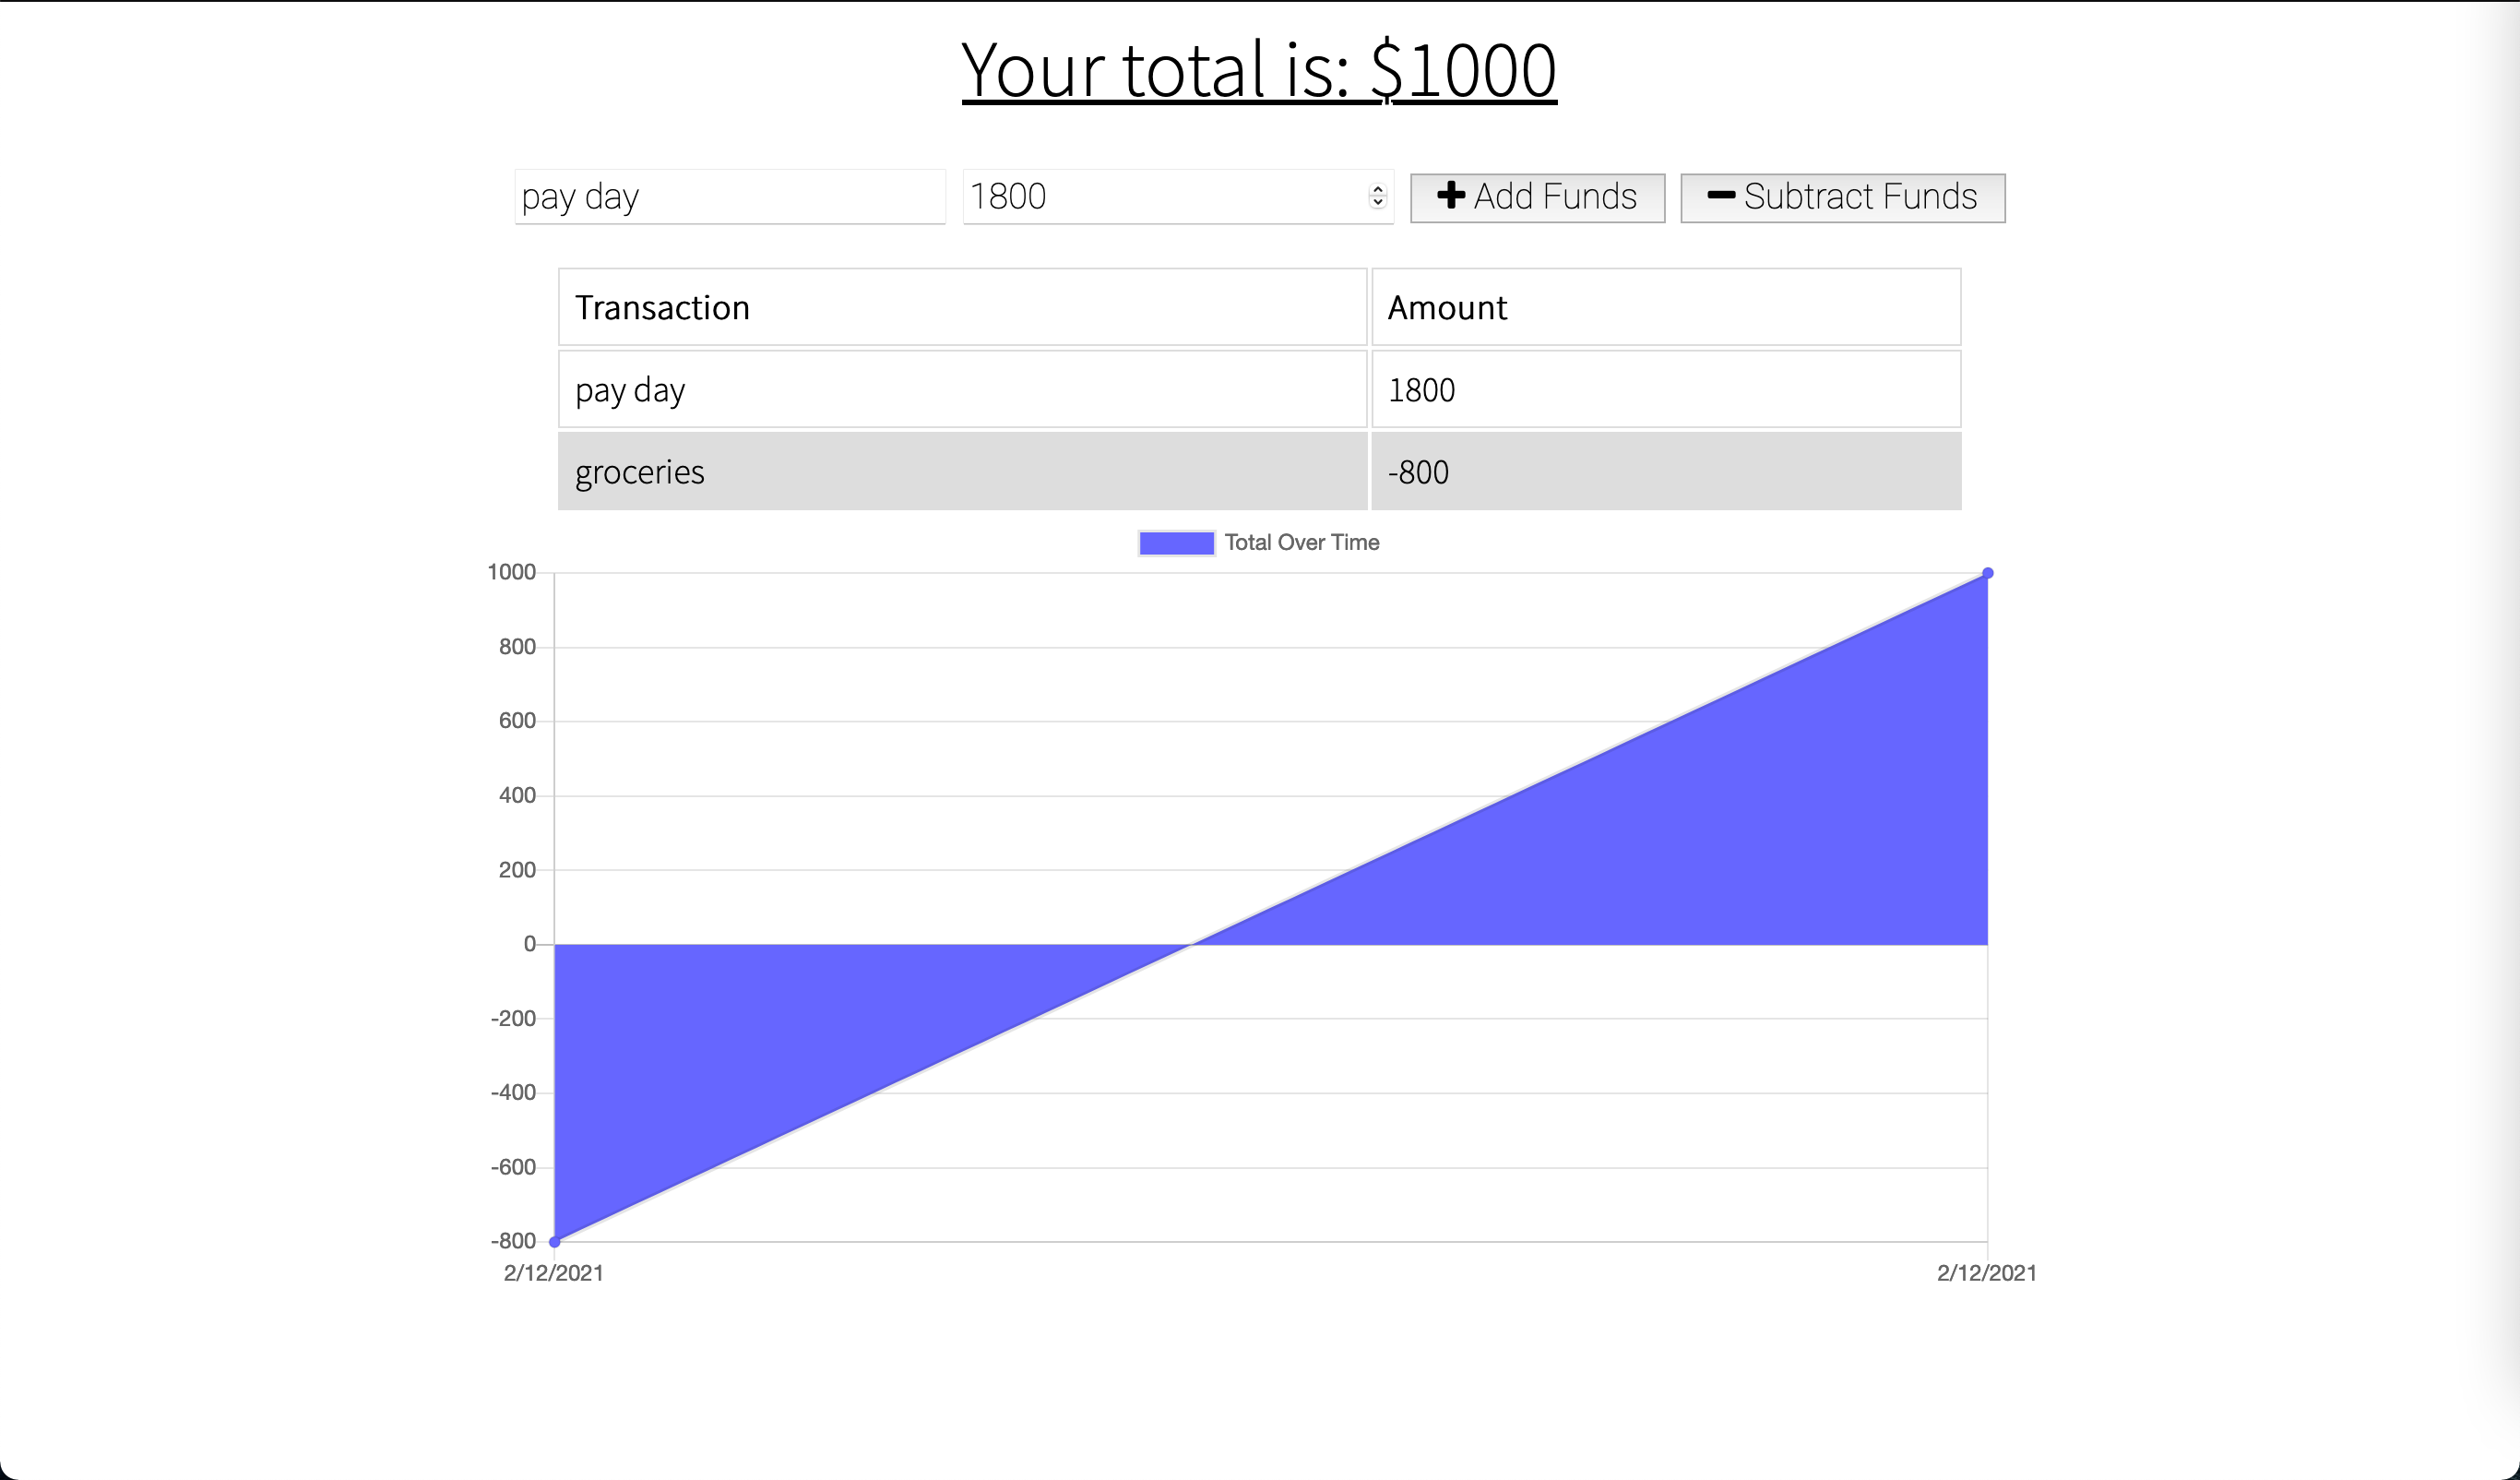 Your total is: $1000
pay day 1800 Add Funds Subtract Funds
Transaction Amount
pay day 1800
groceries -800
Total Over Time
1000
800
600
400
200
0
-200
-400
-600
-800
2/12/2021 2/12/2021